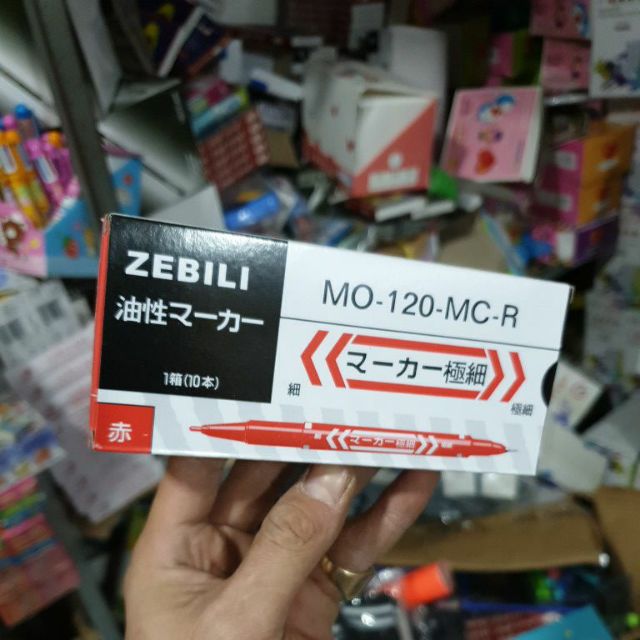 ZEBILI
油性マーカー
1箱(10本)
赤
MO-120-MC-R
マーカー極細
細
極細
マーカー極細